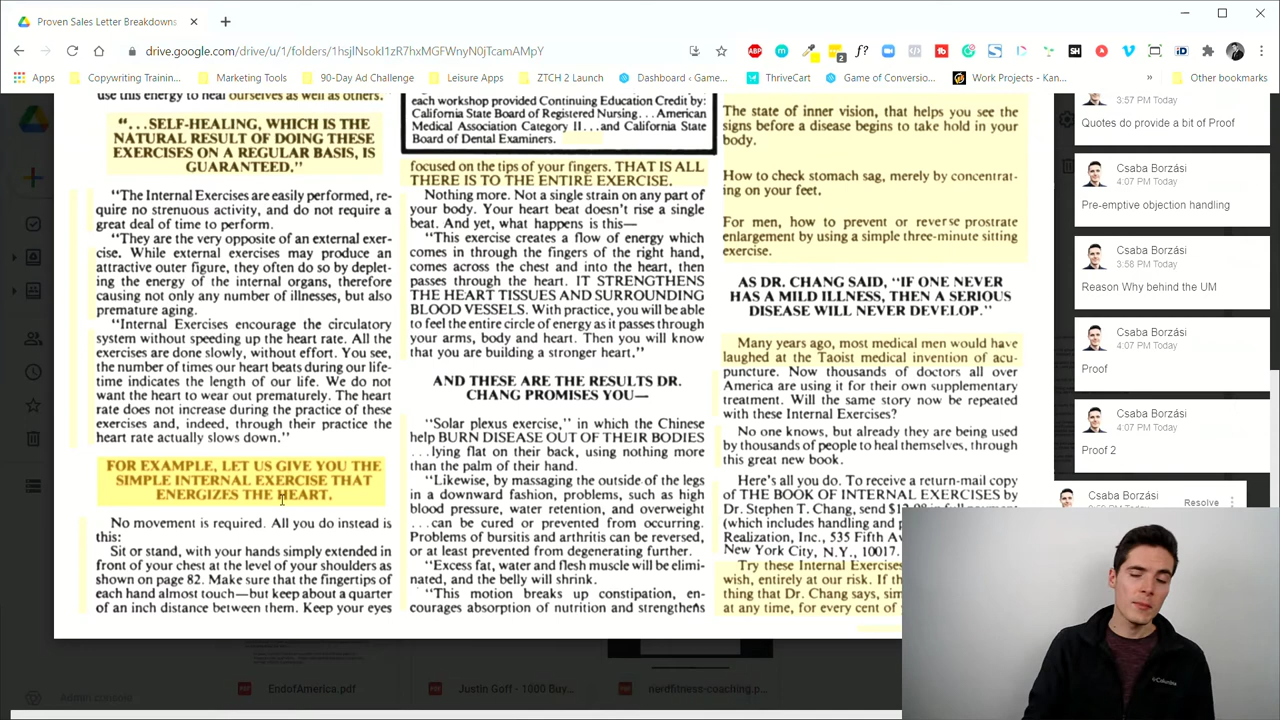 Proven Sales Letter Breakdowns
drive.google.com/drive/u/1/folders/1hsjlNsokI1zR7hxMGFWnyN0jTcamAMpY
Apps
Copywriting Trainin...
Marketing Tools
90-Day Ad Challenge
Leisure Apps
ZTCH 2 Launch
Dashboard ‹ Game...
ThriveCart
Game of Conversio...
Work Projects - Kan...
Other bookmarks
use this energy to heal ourselves as well as others.
“. . .SELF-HEALING, WHICH IS THE
NATURAL RESULT OF DOING THESE
EXERCISES ON A REGULAR BASIS, IS
GUARANTEED.”
“The Internal Exercises are easily performed, re-
quire no strenuous activity, and do not require a
great deal of time to perform.
“They are the very opposite of an external exer-
cise. While external exercises may produce an
attractive outer figure, they often do so by deplet-
ing the energy of the internal organs, therefore
causing not only any number of illnesses, but also
premature aging.
“Internal Exercises encourage the circulatory
system without speeding up the heart rate. All the
exercises are done slowly, without effort. You see,
the number of times our heart beats during our life-
time indicates the length of our life. We do not
want the heart to wear out prematurely. The heart
rate does not increase during the practice of these
exercises and, indeed, through their practice the
heart rate actually slows down.”
FOR EXAMPLE, LET US GIVE YOU THE
SIMPLE INTERNAL EXERCISE THAT
ENERGIZES THE HEART.
No movement is required. All you do instead is
this:
Sit or stand, with your hands simply extended in
front of your chest at the level of your shoulders as
shown on page 82. Make sure that the fingertips of
each hand almost touch—but keep about a quarter
of an inch distance between them. Keep your eyes
each workshop provided Continuing Education Credit by:
California State Board of Registered Nursing. . .American
Medical Association Category II. . .and California State
Board of Dental Examiners.
focused on the tips of your fingers. THAT IS ALL
THERE IS TO THE ENTIRE EXERCISE.
Nothing more. Not a single strain on any part of
your body. Your heart beat doesn't rise a single
beat. And yet, what happens is this—
“This exercise creates a flow of energy which
comes in through the fingers of the right hand,
comes across the chest and into the heart, then
passes through the heart. IT STRENGTHENS
THE HEART TISSUES AND SURROUNDING
BLOOD VESSELS. With practice, you will be able
to feel the entire circle of energy as it passes through
your arms, body and heart. Then you will know
that you are building a stronger heart.”
AND THESE ARE THE RESULTS DR.
CHANG PROMISES YOU—
“Solar plexus exercise,” in which the Chinese
help BURN DISEASE OUT OF THEIR BODIES
. . .lying flat on their back, using nothing more
than the palm of their hand.
“Likewise, by massaging the outside of the legs
in a downward fashion, problems, such as high
blood pressure, water retention, and overweight
. . .can be cured or prevented from occurring.
Problems of bursitis and arthritis can be reversed,
or at least prevented from degenerating further.
“Excess fat, water and flesh muscle will be elimi-
nated, and the belly will shrink.
“This motion breaks up constipation, en-
courages absorption of nutrition and strengthens
The state of inner vision, that helps you see the
signs before a disease begins to take hold in your
body.
How to check stomach sag, merely by concentrat-
ing on your feet.
For men, how to prevent or reverse prostrate
enlargement by using a simple three-minute sitting
exercise.
AS DR. CHANG SAID, “IF ONE NEVER
HAS A MILD ILLNESS, THEN A SERIOUS
DISEASE WILL NEVER DEVELOP.”
Many years ago, most medical men would have
laughed at the Taoist medical invention of acu-
puncture. Now thousands of doctors all over
America are using it for their own supplementary
treatment. Will the same story now be repeated
with these Internal Exercises?
No one knows, but already they are being used
by thousands of people to heal themselves, through
this great new book.
Here's all you do. To receive a return-mail copy
of THE BOOK OF INTERNAL EXERCISES by
Dr. Stephen T. Chang, send $12.98 in full payment
(which includes handling and
Realization, Inc., 535 Fifth
New York City, N.Y., 10017.
Try these Internal Exercises
wish, entirely at our risk. If
thing that Dr. Chang says,
at any time, for every cent of
3:57 PM Today
Quotes do provide a bit of Proof
Csaba Borzási
4:07 PM Today
Pre-emptive objection handling
Csaba Borzási
3:58 PM Today
Reason Why behind the UM
Csaba Borzási
4:07 PM Today
Proof
Csaba Borzási
4:07 PM Today
Proof 2
Csaba Borzási
Resolve
EndofAmerica.pdf
Justin Goff - 1000 Buy...
nerdfitness-coaching.p...
Admin console
Columbia